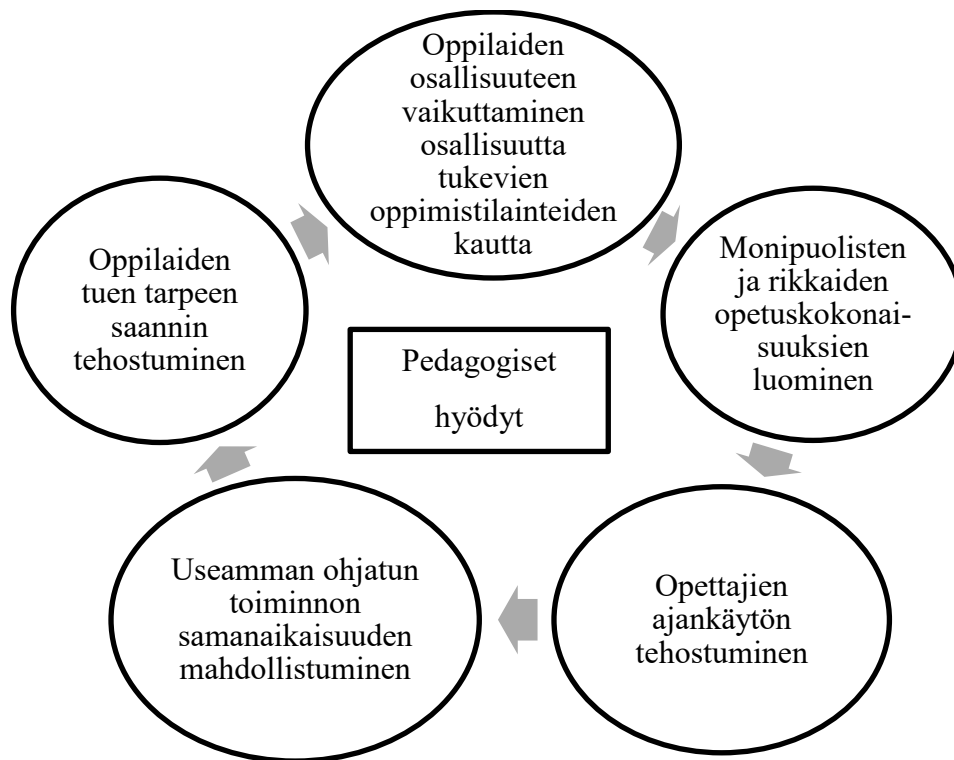 Oppilaiden
osallisuuteen
vaikuttaminen
osallisuutta
tukevien
oppimistilainteiden
kautta
Monipuolisten
ja rikkaiden
opetuskokonai-
suuksien
luominen
Opettajien
ajankäytön
tehostuminen
Useamman ohjatun
toiminnon
samanaikaisuuden
mahdollistuminen
Oppilaiden
tuen tarpeen
saannin
tehostuminen
Pedagogiset
hyödyt